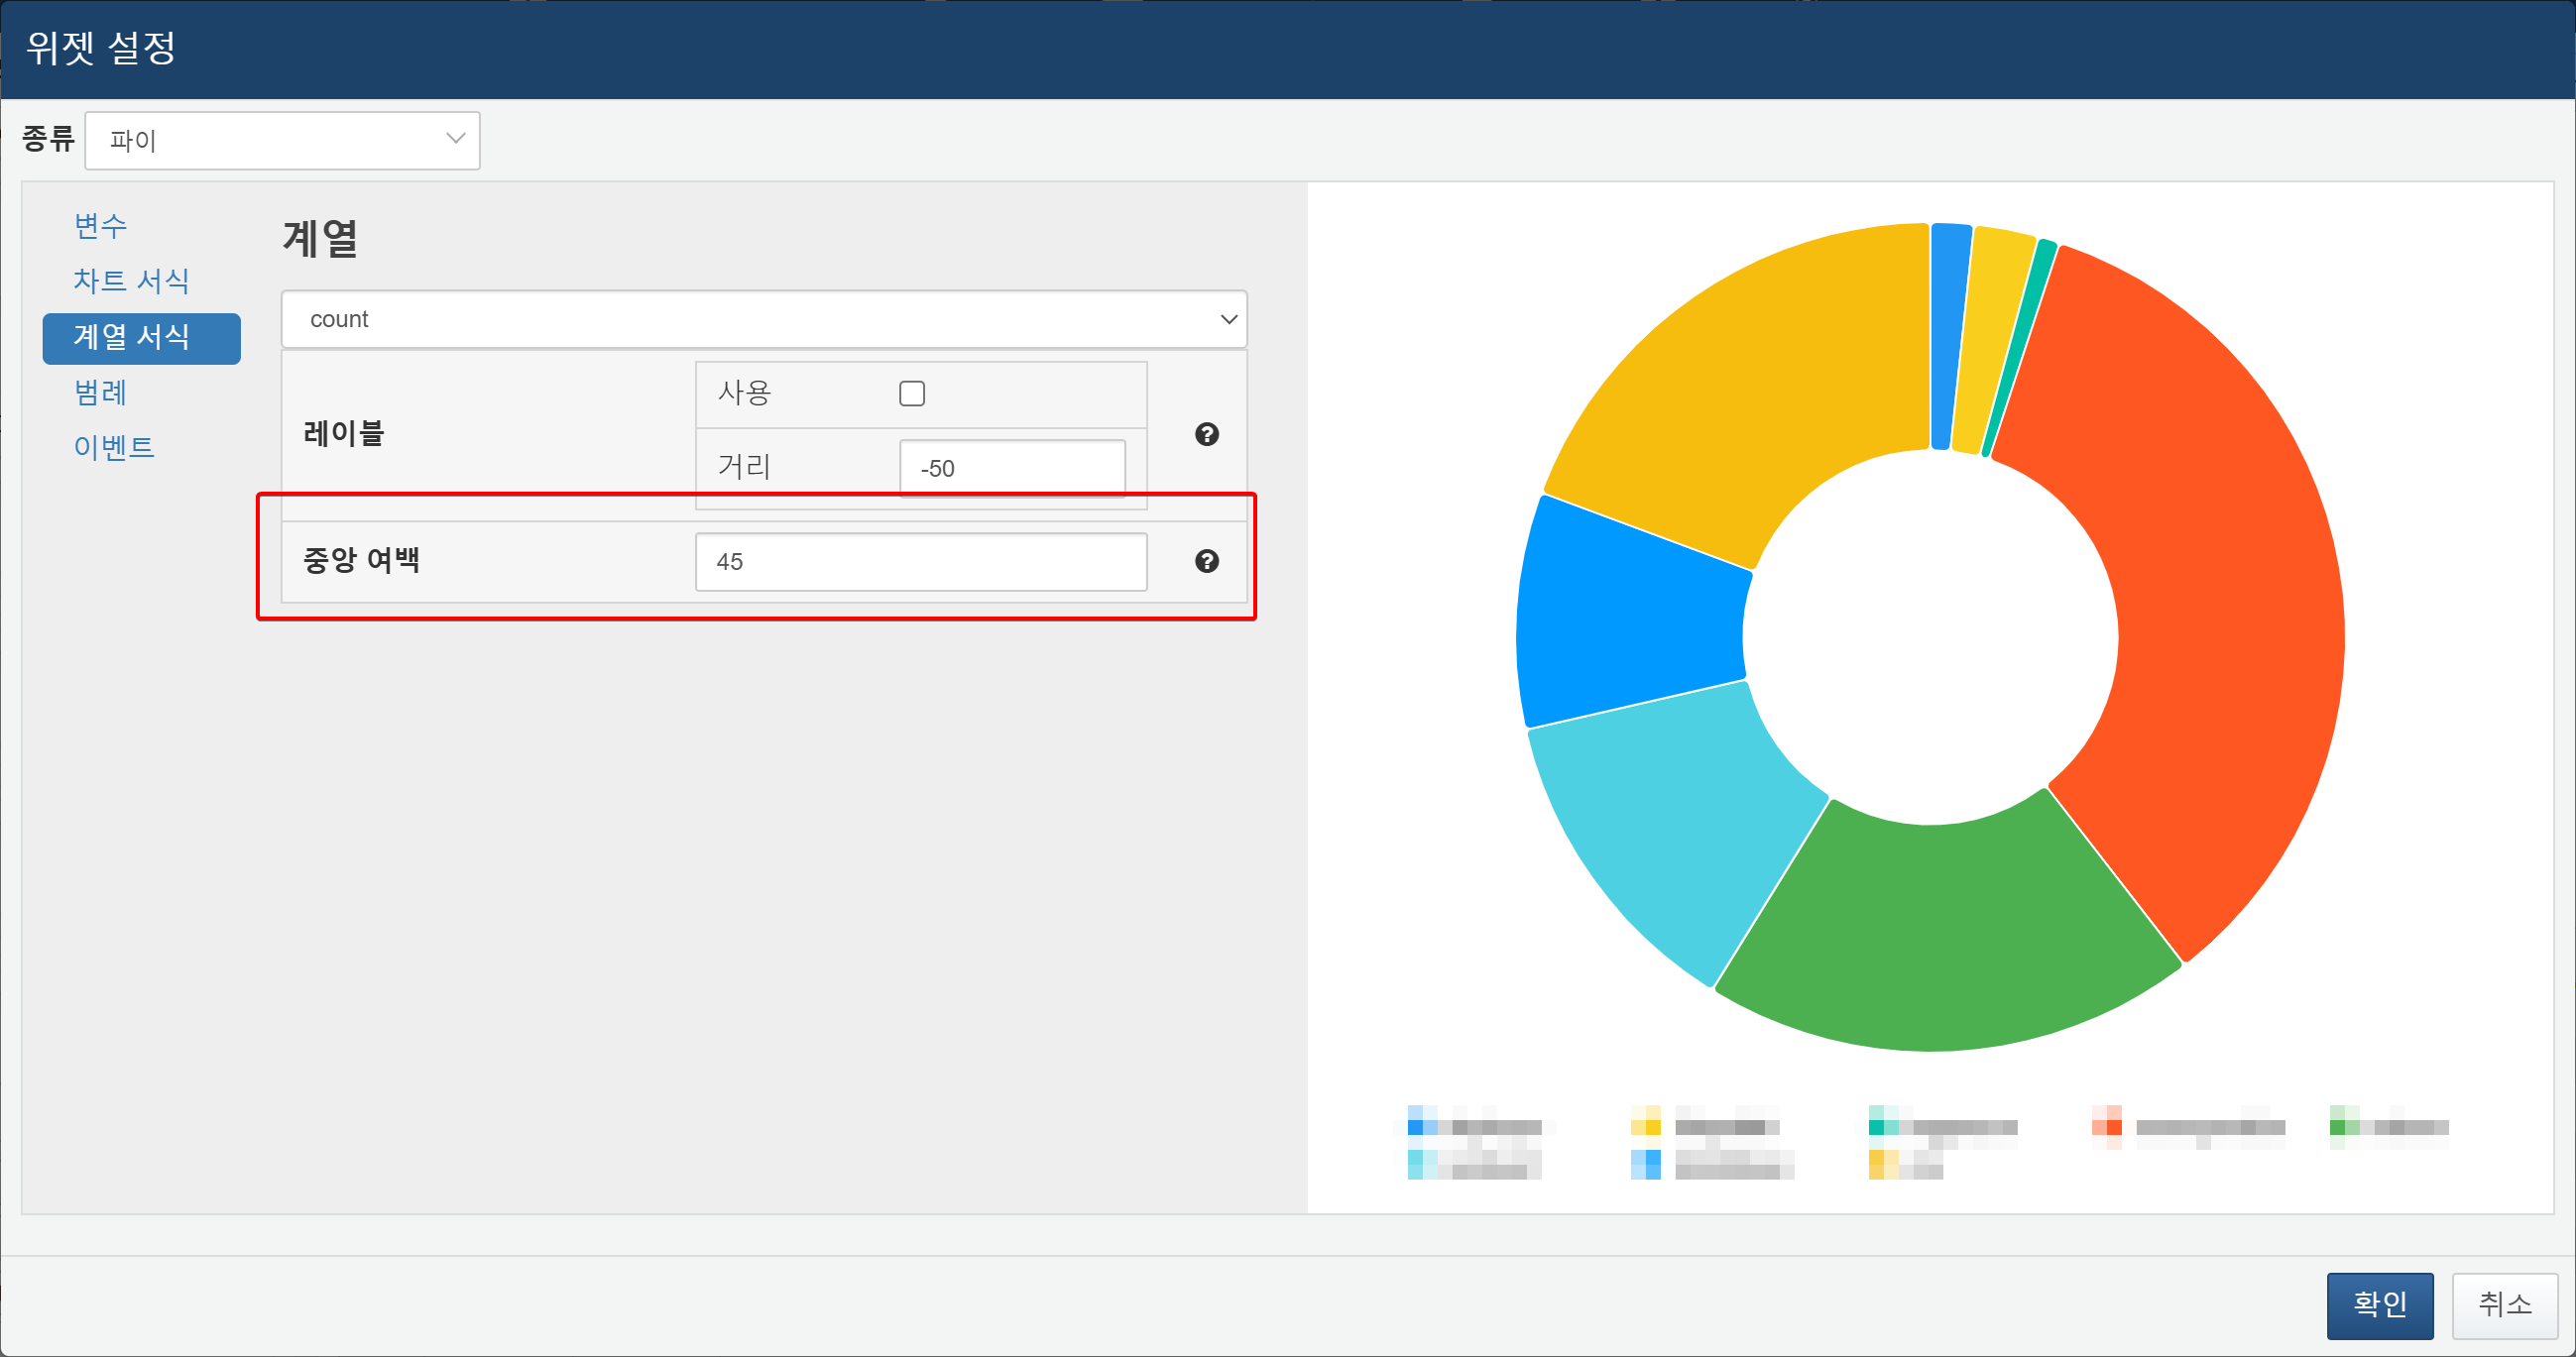 위젯 설정
종류 파이
변수
차트 서식
계열 서식
범례
이벤트
계열
count
레이블
사용
거리 -50
중앙 여백 45
확인 취소